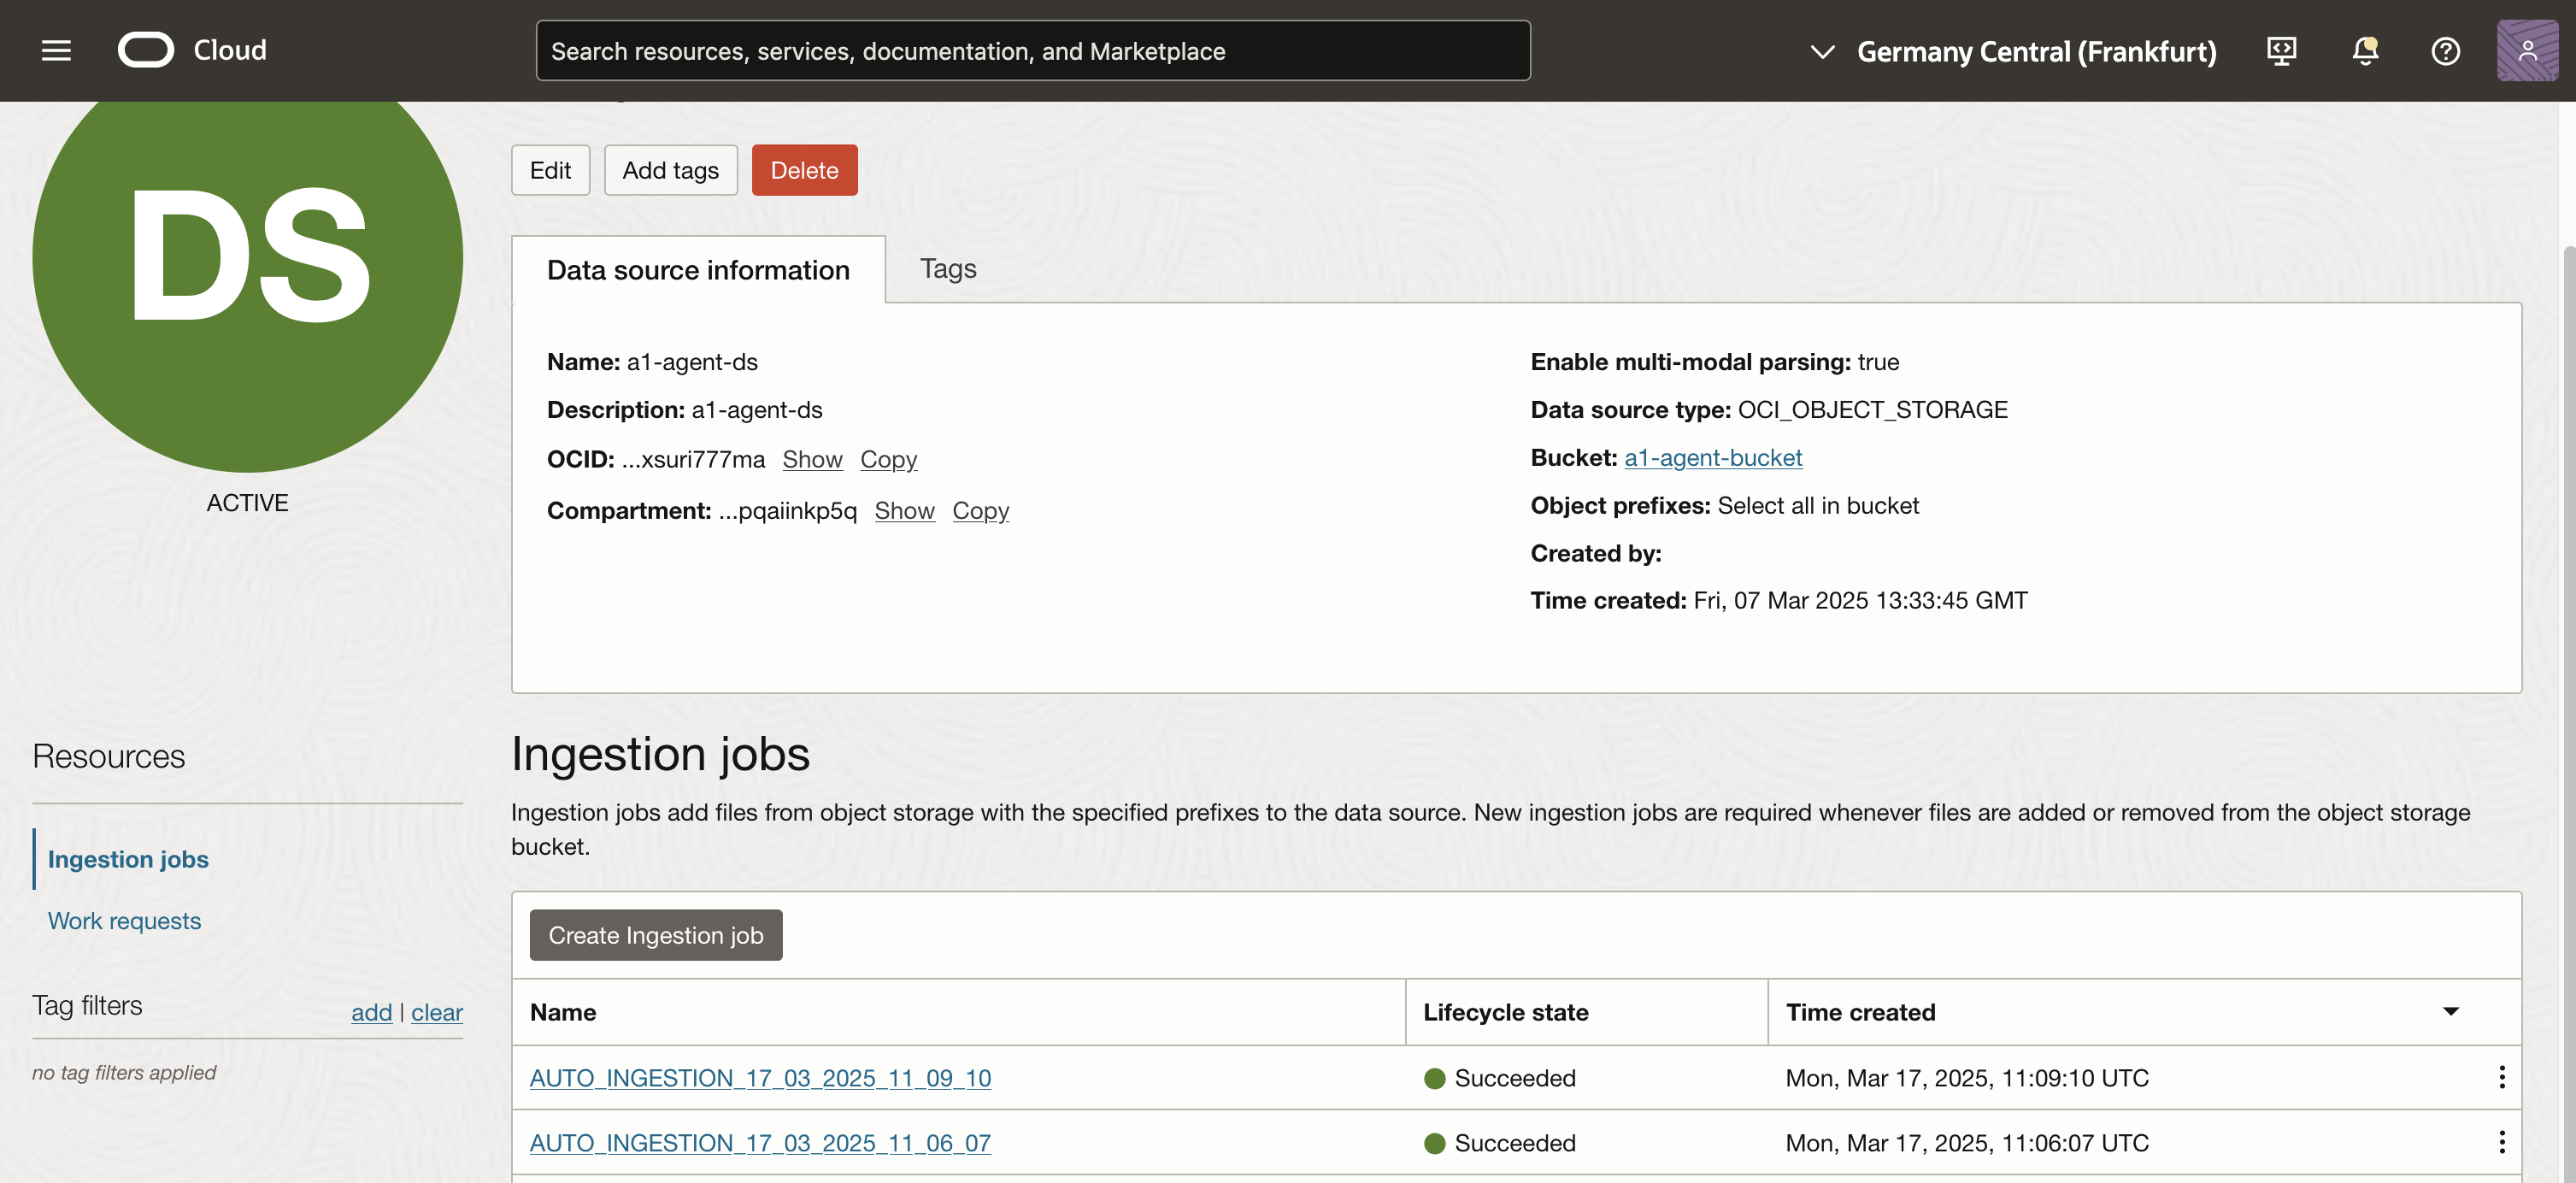 Cloud
Search resources, services, documentation, and Marketplace
Germany Central (Frankfurt)
DS
ACTIVE
Edit
Add tags
Delete
Data source information
Tags
Name: a1-agent-ds
Description: a1-agent-ds
OCID: ...xsuri777ma Show Copy
Compartment: ...pqaiinkp5q Show Copy
Enable multi-modal parsing: true
Data source type: OCI_OBJECT_STORAGE
Bucket: a1-agent-bucket
Object prefixes: Select all in bucket
Created by:
Time created: Fri, 07 Mar 2025 13:33:45 GMT
Resources
Ingestion jobs
Work requests
Tag filters add | clear
no tag filters applied
Ingestion jobs
Ingestion jobs add files from object storage with the specified prefixes to the data source. New ingestion jobs are required whenever files are added or removed from the object storage
bucket.
Create Ingestion job
Name Lifecycle state Time created
AUTO_INGESTION_17_03_2025_11_09_10 Succeeded Mon, Mar 17, 2025, 11:09:10 UTC
AUTO_INGESTION_17_03_2025_11_06_07 Succeeded Mon, Mar 17, 2025, 11:06:07 UTC